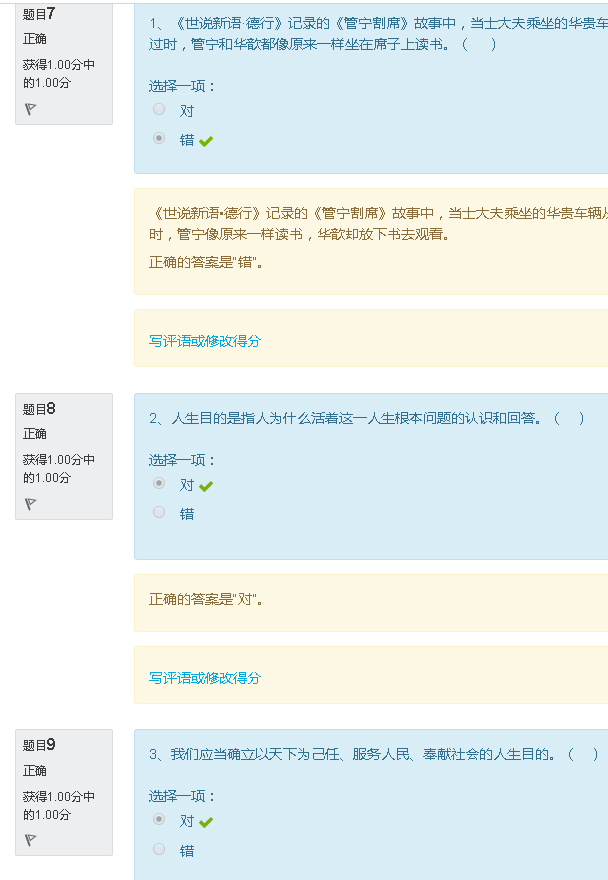 题目7
正确
获得1.00分中
的1.00分
1、《世说新语·德行》记录的《管宁割席》故事中，当士大夫乘坐的华贵车
过时，管宁和华歆都像原来一样坐在席子上读书。（ ）
选择一项：
对
错
《世说新语•德行》记录的《管宁割席》故事中，当士大夫乘坐的华贵车辆从
时，管宁像原来一样读书，华歆却放下书去观看。
正确的答案是“错”。
写评语或修改得分
题目8
正确
获得1.00分中
的1.00分
2、人生目的是指人为什么活着这一人生根本问题的认识和回答。（ ）
选择一项：
对
错
正确的答案是“对”。
写评语或修改得分
题目9
正确
获得1.00分中
的1.00分
3、我们应当确立以天下为己任、服务人民、奉献社会的人生目的。（ ）
选择一项：
对
错